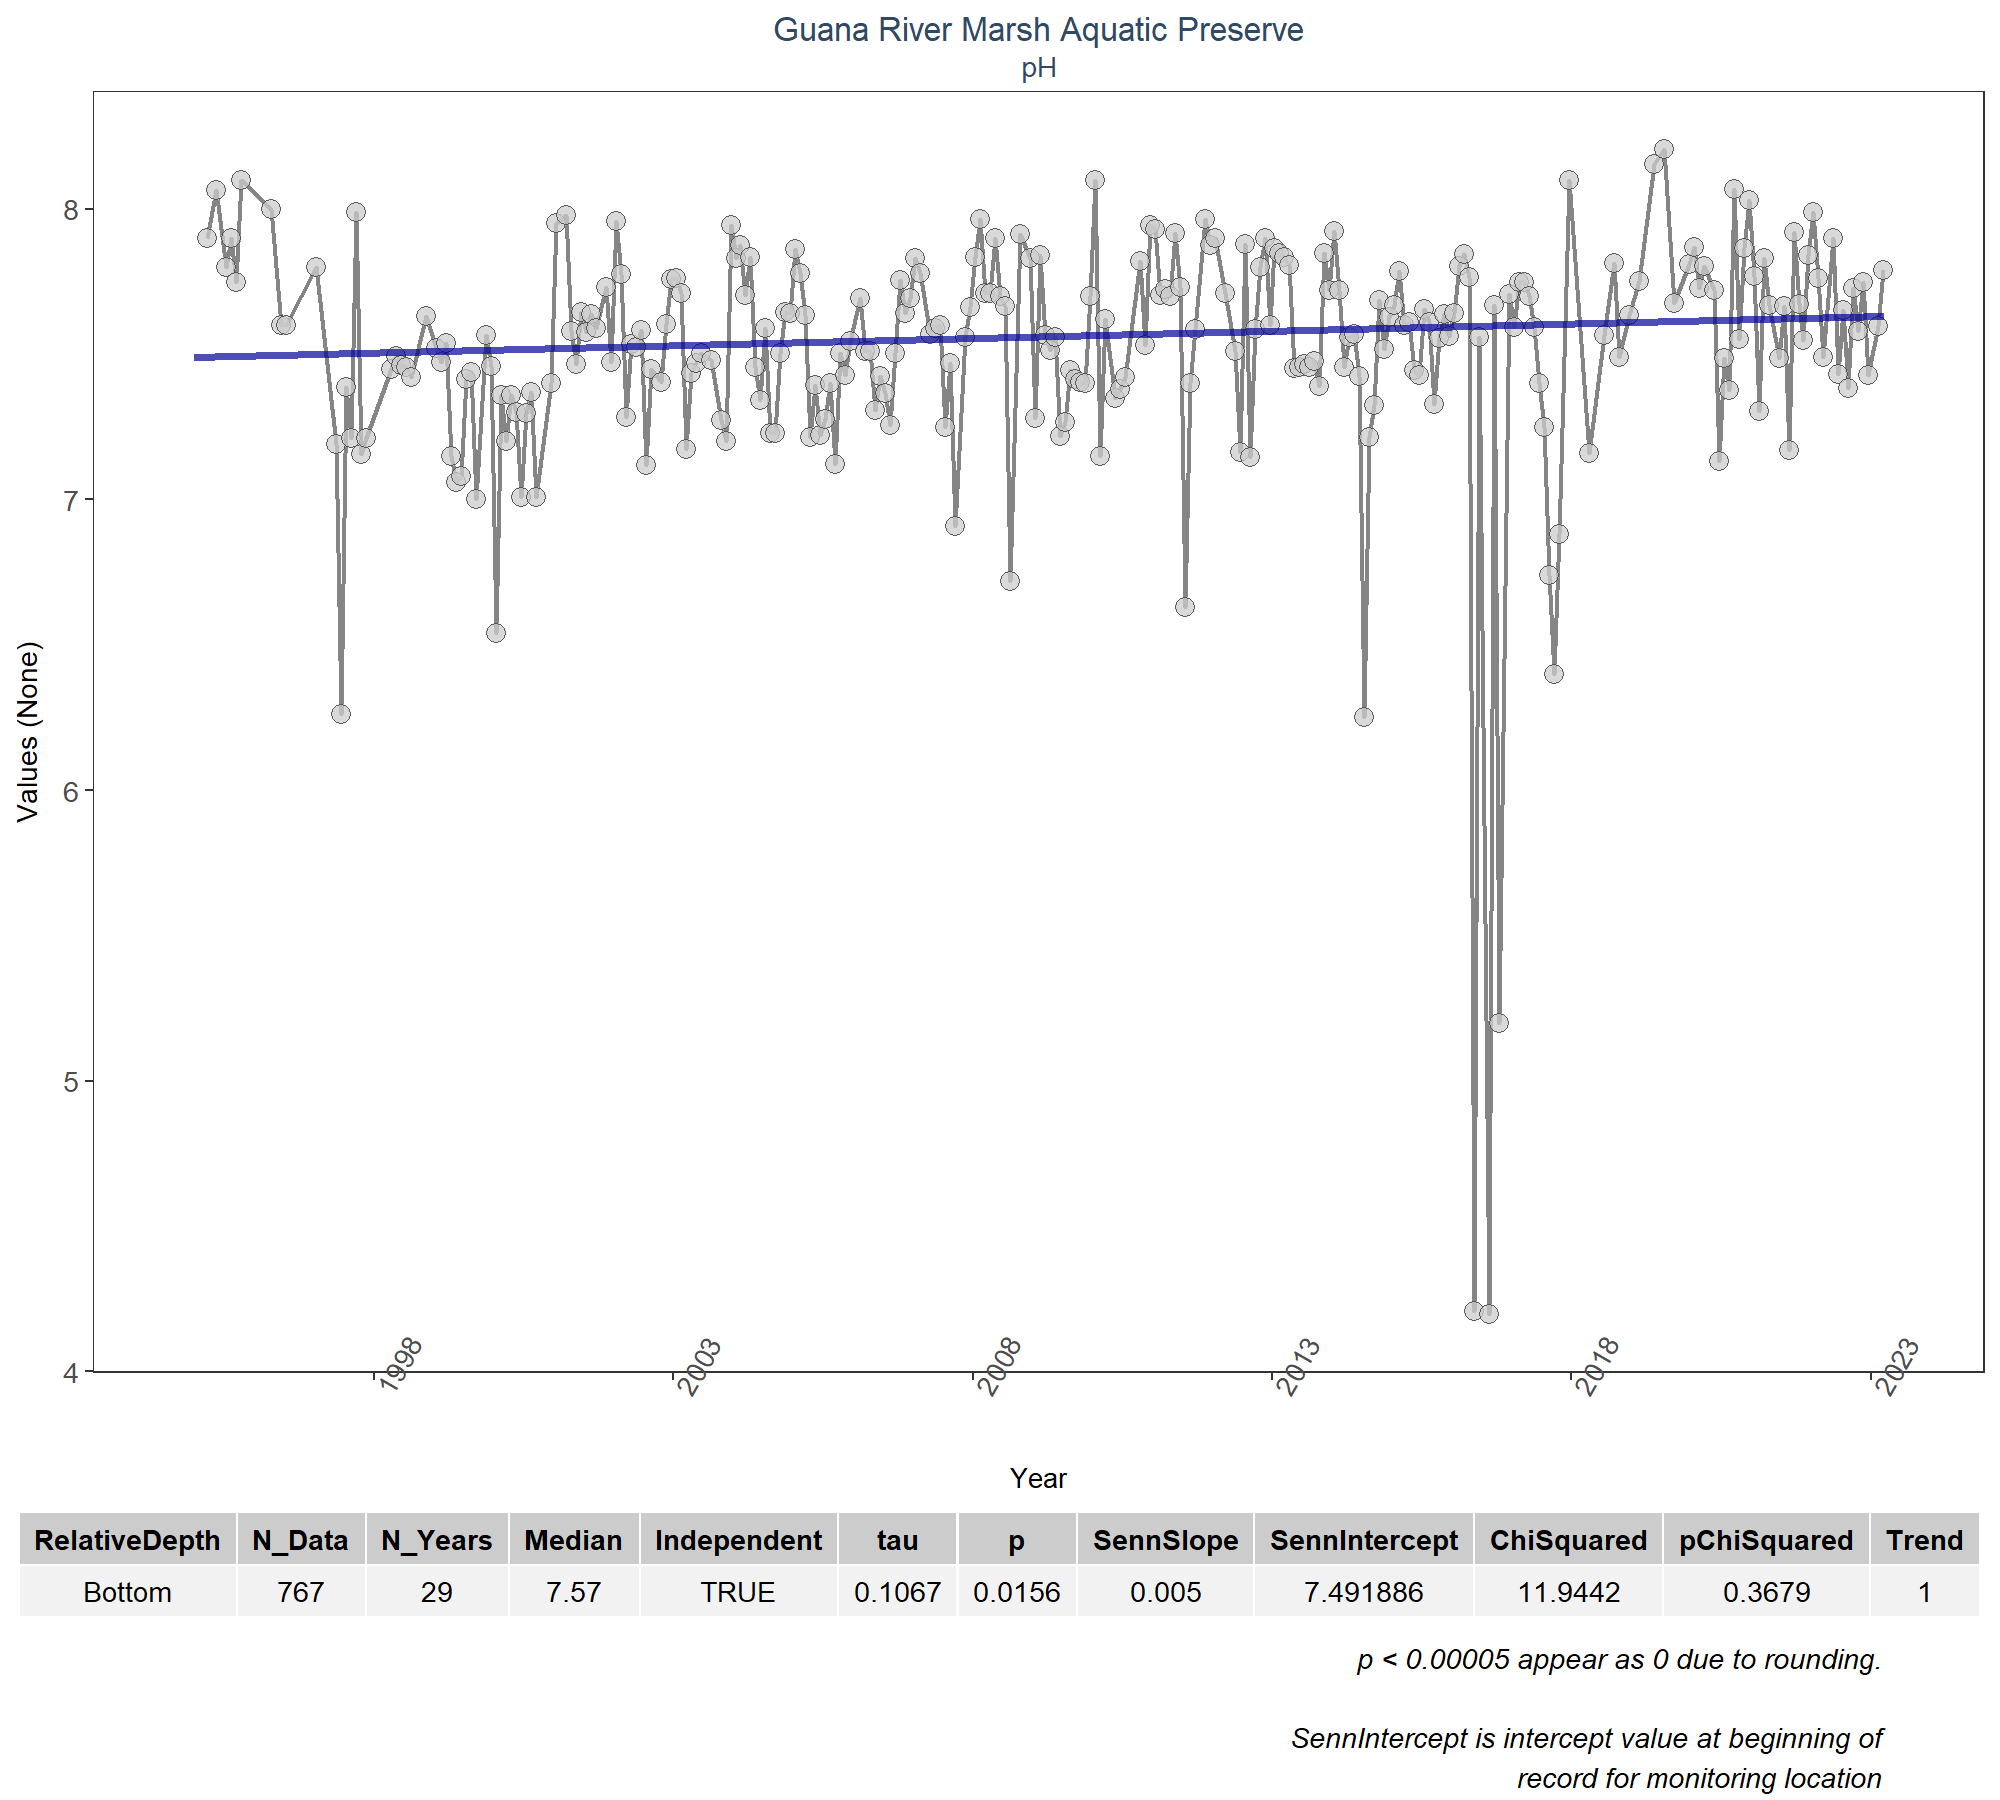 Guana River Marsh Aquatic Preserve
pH
8
7
6
5
4
Values (None)
1998 2003 2008 2013 2018 2023
Year
RelativeDepth N_Data N_Years Median Independent tau p SennSlope SennIntercept ChiSquared pChiSquared Trend
Bottom 767 29 7.57 TRUE 0.1067 0.0156 0.005 7.491886 11.9442 0.3679 1
p < 0.00005 appear as 0 due to rounding.
SennIntercept is intercept value at beginning of
record for monitoring location